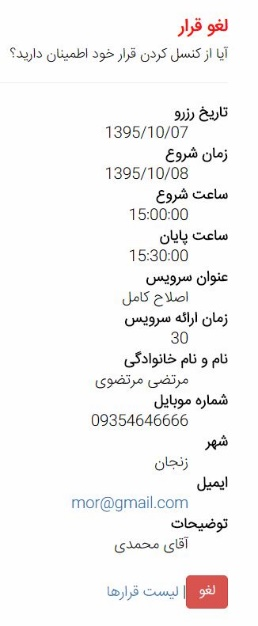 لغو قرار
آیا از کنسل کردن قرار خود اطمینان دارید؟
تاریخ رزرو
1395/10/07
زمان شروع
1395/10/08
ساعت شروع
15:00:00
ساعت پایان
15:30:00
عنوان سرویس
اصلاح کامل
زمان ارائه سرویس
30
نام و نام خانوادگی
مرتضی مرتضوی
شماره موبایل
09354646666
شهر
زنجان
ایمیل
mor@gmail.com
توضیحات
آقای محمدی
لغو | لیست قرارها